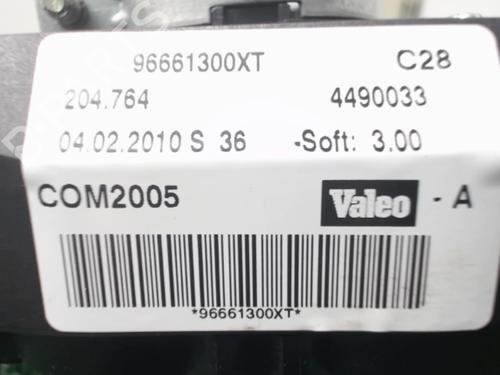 96661300XT C28
204.764 4490033
04.02.2010 S 36 -Soft: 3.00
COM2005 Valeo - A
*96661300XT*